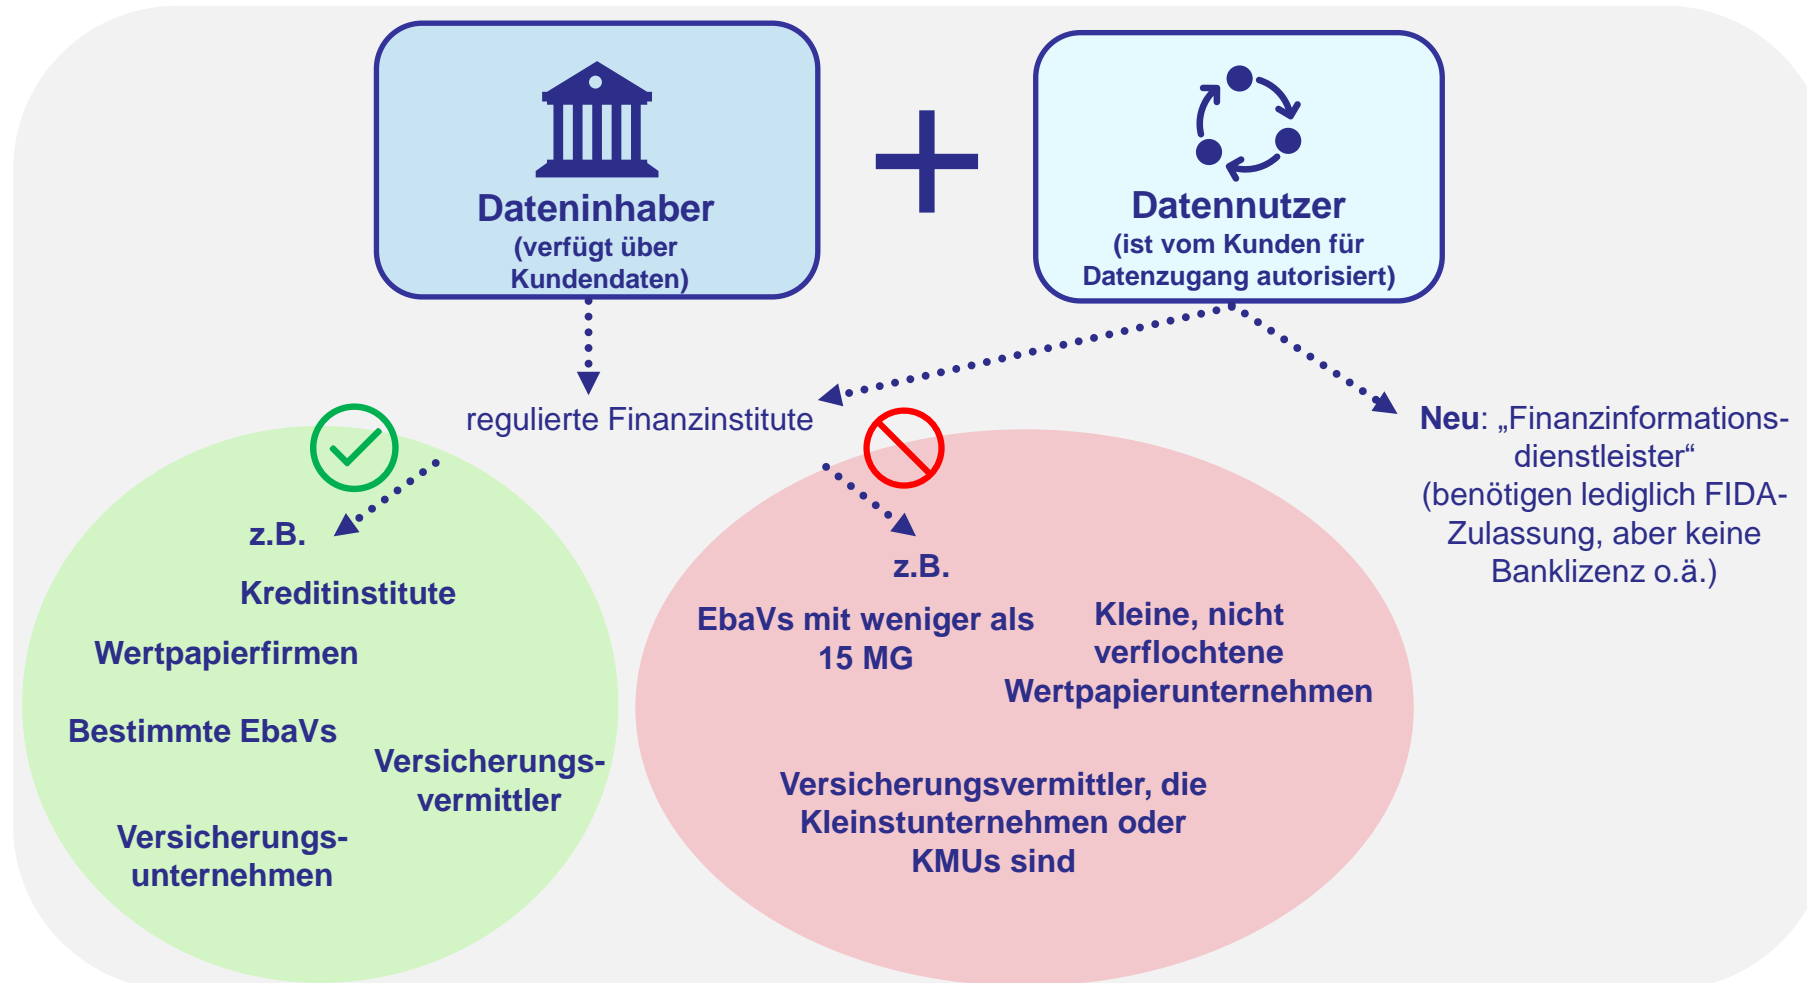 Dateninhaber
(verfügt über
Kundendaten)
Datennutzer
(ist vom Kunden für
Datenzugang autorisiert)
regulierte Finanzinstitute
Neu: „Finanzinformations-
dienstleister“
(benötigen lediglich FIDA-
Zulassung, aber keine
Banklizenz o.ä.)
z.B.
Kreditinstitute
Wertpapierfirmen
Bestimmte EbaVs
Versicherungs-
vermittler
Versicherungs-
unternehmen
z.B.
EbaVs mit weniger als
15 MG
Kleine, nicht
verflochtene
Wertpapierunternehmen
Versicherungsvermittler, die
Kleinstunternehmen oder
KMUs sind